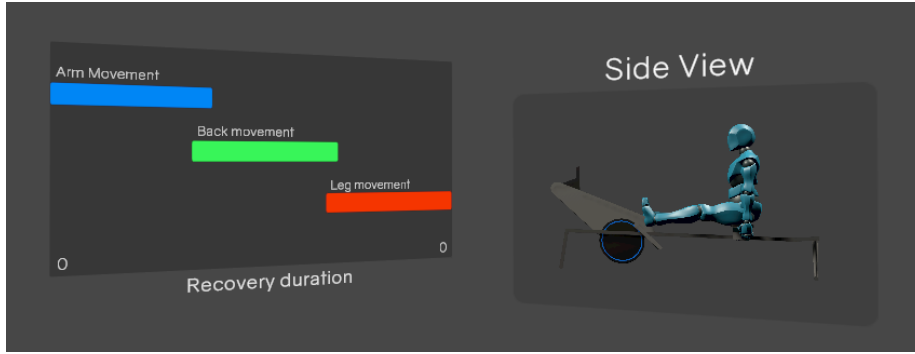 Side View
Arm Movement
Back movement
Leg movement
0
0
Recovery duration